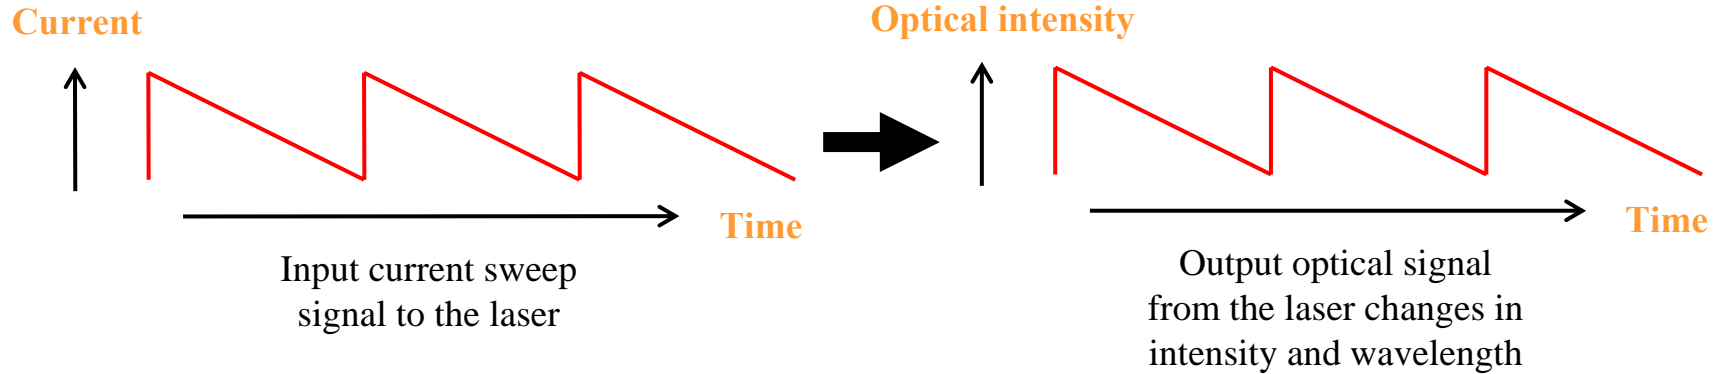 Current
Time
Input current sweep
signal to the laser
Optical intensity
Time
Output optical signal
from the laser changes in
intensity and wavelength